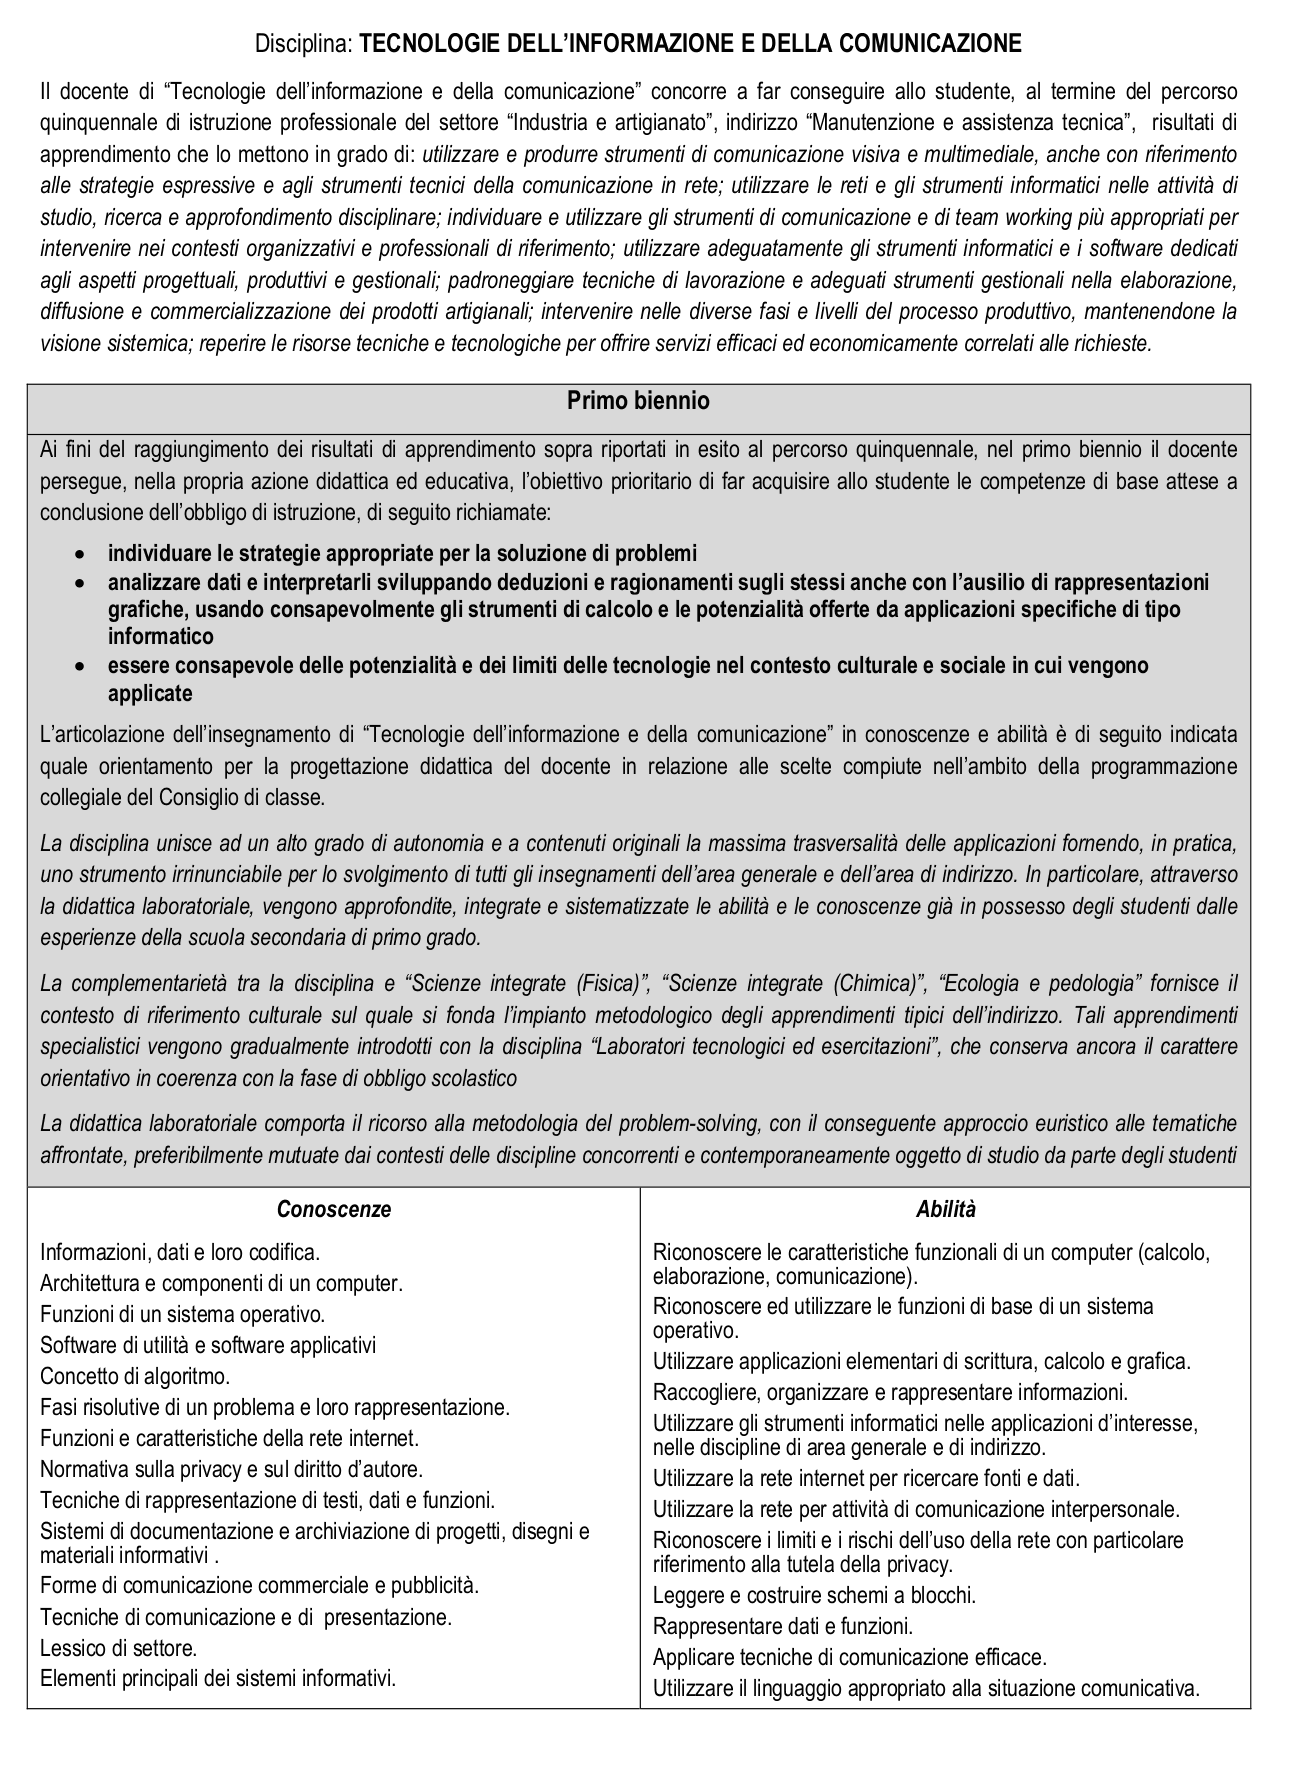 Disciplina: TECNOLOGIE DELL’INFORMAZIONE E DELLA COMUNICAZIONE
Il docente di “Tecnologie dell’informazione e della comunicazione” concorre a far conseguire allo studente, al termine del percorso
quinquennale di istruzione professionale del settore “Industria e artigianato”, indirizzo “Manutenzione e assistenza tecnica”, risultati di
apprendimento che lo mettono in grado di: utilizzare e produrre strumenti di comunicazione visiva e multimediale, anche con riferimento
alle strategie espressive e agli strumenti tecnici della comunicazione in rete; utilizzare le reti e gli strumenti informatici nelle attività di
studio, ricerca e approfondimento disciplinare; individuare e utilizzare gli strumenti di comunicazione e di team working più appropriati per
intervenire nei contesti organizzativi e professionali di riferimento; utilizzare adeguatamente gli strumenti informatici e i software dedicati
agli aspetti progettuali, produttivi e gestionali; padroneggiare tecniche di lavorazione e adeguati strumenti gestionali nella elaborazione,
diffusione e commercializzazione dei prodotti artigianali; intervenire nelle diverse fasi e livelli del processo produttivo, mantenendone la
visione sistemica; reperire le risorse tecniche e tecnologiche per offrire servizi efficaci ed economicamente correlati alle richieste.
Primo biennio
Ai fini del raggiungimento dei risultati di apprendimento sopra riportati in esito al percorso quinquennale, nel primo biennio il docente
persegue, nella propria azione didattica ed educativa, l’obiettivo prioritario di far acquisire allo studente le competenze di base attese a
conclusione dell’obbligo di istruzione, di seguito richiamate:
• individuare le strategie appropriate per la soluzione di problemi
• analizzare dati e interpretarli sviluppando deduzioni e ragionamenti sugli stessi anche con l’ausilio di rappresentazioni
grafiche, usando consapevolmente gli strumenti di calcolo e le potenzialità offerte da applicazioni specifiche di tipo
informatico
• essere consapevole delle potenzialità e dei limiti delle tecnologie nel contesto culturale e sociale in cui vengono
applicate
L’articolazione dell’insegnamento di “Tecnologie dell’informazione e della comunicazione” in conoscenze e abilità è di seguito indicata
quale orientamento per la progettazione didattica del docente in relazione alle scelte compiute nell’ambito della programmazione
collegiale del Consiglio di classe.
La disciplina unisce ad un alto grado di autonomia e a contenuti originali la massima trasversalità delle applicazioni fornendo, in pratica,
uno strumento irrinunciabile per lo svolgimento di tutti gli insegnamenti dell’area generale e dell’area di indirizzo. In particolare, attraverso
la didattica laboratoriale, vengono approfondite, integrate e sistematizzate le abilità e le conoscenze già in possesso degli studenti dalle
esperienze della scuola secondaria di primo grado.
La complementarietà tra la disciplina e “Scienze integrate (Fisica)”, “Scienze integrate (Chimica)”, “Ecologia e pedologia” fornisce il
contesto di riferimento culturale sul quale si fonda l’impianto metodologico degli apprendimenti tipici dell’indirizzo. Tali apprendimenti
specialistici vengono gradualmente introdotti con la disciplina “Laboratori tecnologici ed esercitazioni”, che conserva ancora il carattere
orientativo in coerenza con la fase di obbligo scolastico
La didattica laboratoriale comporta il ricorso alla metodologia del problem-solving, con il conseguente approccio euristico alle tematiche
affrontate, preferibilmente mutuate dai contesti delle discipline concorrenti e contemporaneamente oggetto di studio da parte degli studenti
Conoscenze
Informazioni, dati e loro codifica.
Architettura e componenti di un computer.
Funzioni di un sistema operativo.
Software di utilità e software applicativi
Concetto di algoritmo.
Fasi risolutive di un problema e loro rappresentazione.
Funzioni e caratteristiche della rete internet.
Normativa sulla privacy e sul diritto d’autore.
Tecniche di rappresentazione di testi, dati e funzioni.
Sistemi di documentazione e archiviazione di progetti, disegni e
materiali informativi .
Forme di comunicazione commerciale e pubblicità.
Tecniche di comunicazione e di presentazione.
Lessico di settore.
Elementi principali dei sistemi informativi.
Abilità
Riconoscere le caratteristiche funzionali di un computer (calcolo,
elaborazione, comunicazione).
Riconoscere ed utilizzare le funzioni di base di un sistema
operativo.
Utilizzare applicazioni elementari di scrittura, calcolo e grafica.
Raccogliere, organizzare e rappresentare informazioni.
Utilizzare gli strumenti informatici nelle applicazioni d’interesse,
nelle discipline di area generale e di indirizzo.
Utilizzare la rete internet per ricercare fonti e dati.
Utilizzare la rete per attività di comunicazione interpersonale.
Riconoscere i limiti e i rischi dell’uso della rete con particolare
riferimento alla tutela della privacy.
Leggere e costruire schemi a blocchi.
Rappresentare dati e funzioni.
Applicare tecniche di comunicazione efficace.
Utilizzare il linguaggio appropriato alla situazione comunicativa.